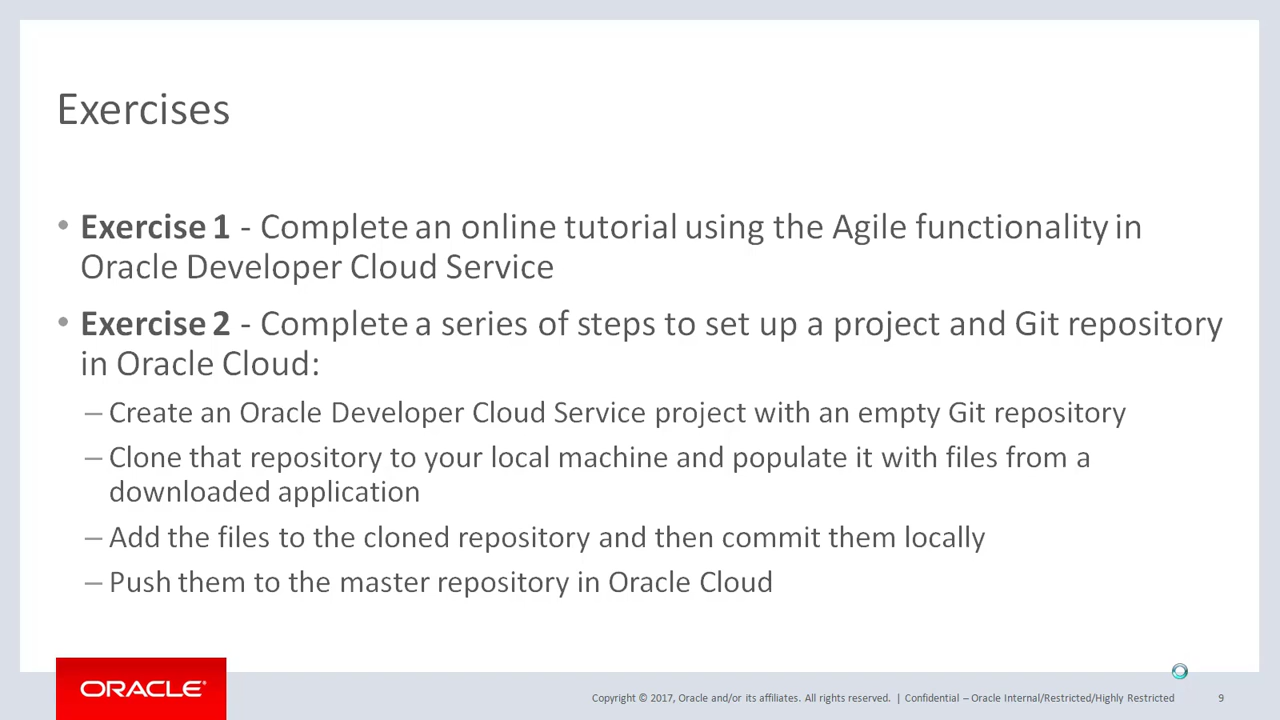 Exercises
• Exercise 1 - Complete an online tutorial using the Agile functionality in
Oracle Developer Cloud Service
• Exercise 2 - Complete a series of steps to set up a project and Git repository
in Oracle Cloud:
– Create an Oracle Developer Cloud Service project with an empty Git repository
– Clone that repository to your local machine and populate it with files from a
downloaded application
– Add the files to the cloned repository and then commit them locally
– Push them to the master repository in Oracle Cloud
ORACLE®
Copyright © 2017, Oracle and/or its affiliates. All rights reserved. | Confidential – Oracle Internal/Restricted/Highly Restricted 9